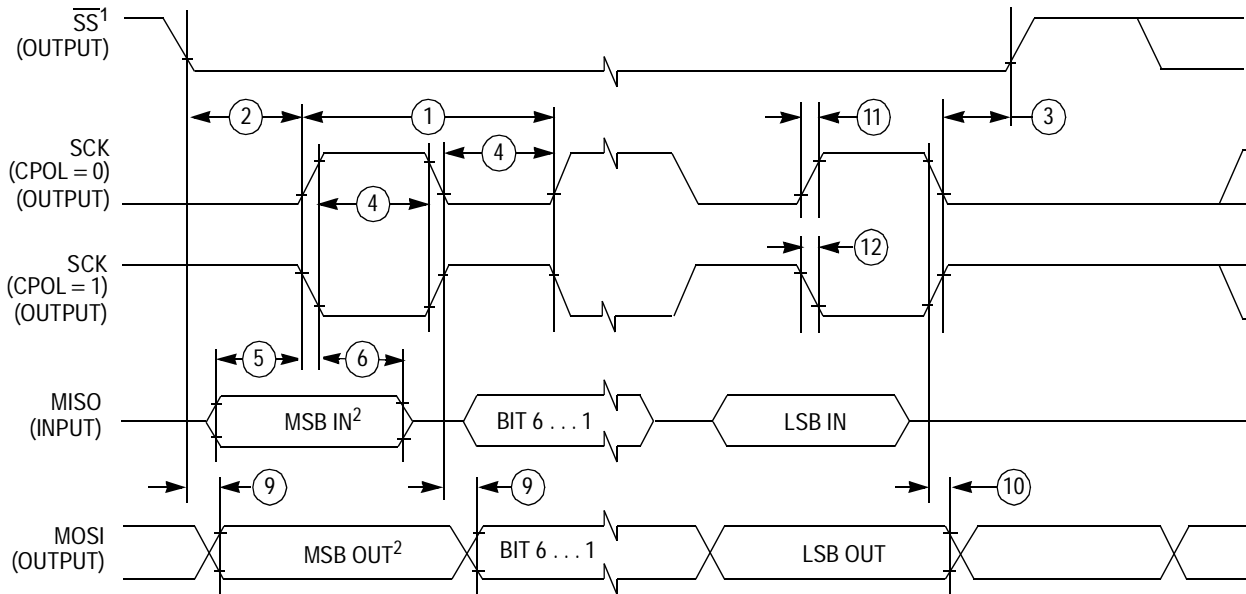 SS¹
(OUTPUT)
2
1
11
3
SCK
(CPOL = 0)
(OUTPUT)
4
4
12
SCK
(CPOL = 1)
(OUTPUT)
5
6
MISO
(INPUT)
MSB IN²
BIT 6 . . . 1
LSB IN
9
9
10
MOSI
(OUTPUT)
MSB OUT²
BIT 6 . . . 1
LSB OUT